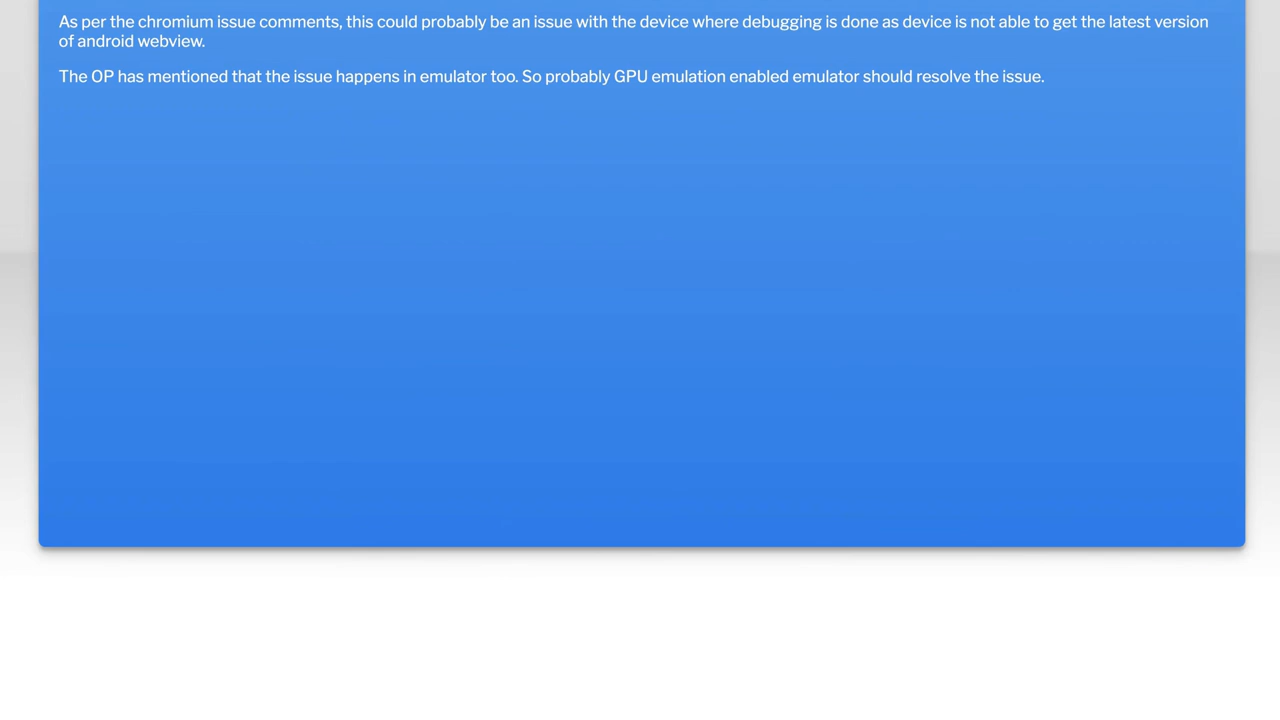 As per the chromium issue comments, this could probably be an issue with the device where debugging is done as device is not able to get the latest version
of android webview.
The OP has mentioned that the issue happens in emulator too. So probably GPU emulation enabled emulator should resolve the issue.